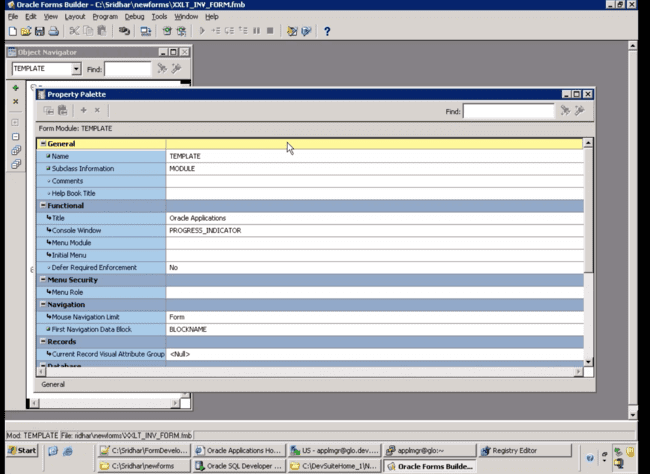 Oracle Forms Builder - C:\Sridhar\newforms\XXLT_INV_FORM.fmb
File Edit View Layout Program Debug Tools Window Help
Object Navigator
TEMPLATE Find:
Property Palette
Find:
Form Module: TEMPLATE
General
Name TEMPLATE
Subclass Information MODULE
Comments
Help Book Title
Functional
Title Oracle Applications
Console Window PROGRESS_INDICATOR
Menu Module
Initial Menu
Defer Required Enforcement No
Menu Security
Menu Role
Navigation
Mouse Navigation Limit Form
First Navigation Data Block BLOCKNAME
Records
Current Record Visual Attribute Group <Null>
Database
General
Mod: TEMPLATE File: ridhar\newforms\XXLT_INV_FORM.fmb
Start C:\Sridhar\FormDevelo... Oracle Applications Ho... US - applmgr@glo.dev.... applmgr@glo:~ Registry Editor
C:\Sridhar\newforms Oracle SQL Developer ... C:\DevSuiteHome_1\N... Oracle Forms Builde...